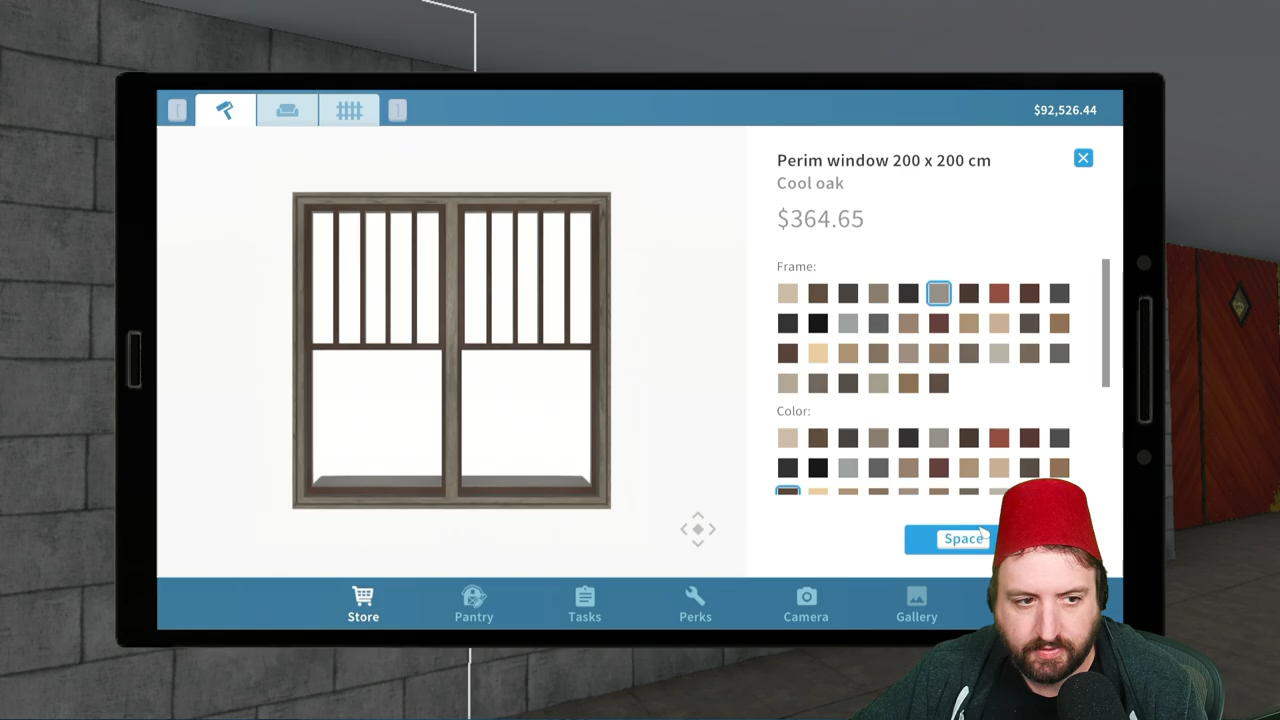 $92,526.44
Perim window 200 x 200 cm
Cool oak
$364.65
Frame:
Color:
Space
Store
Pantry
Tasks
Perks
Camera
Gallery